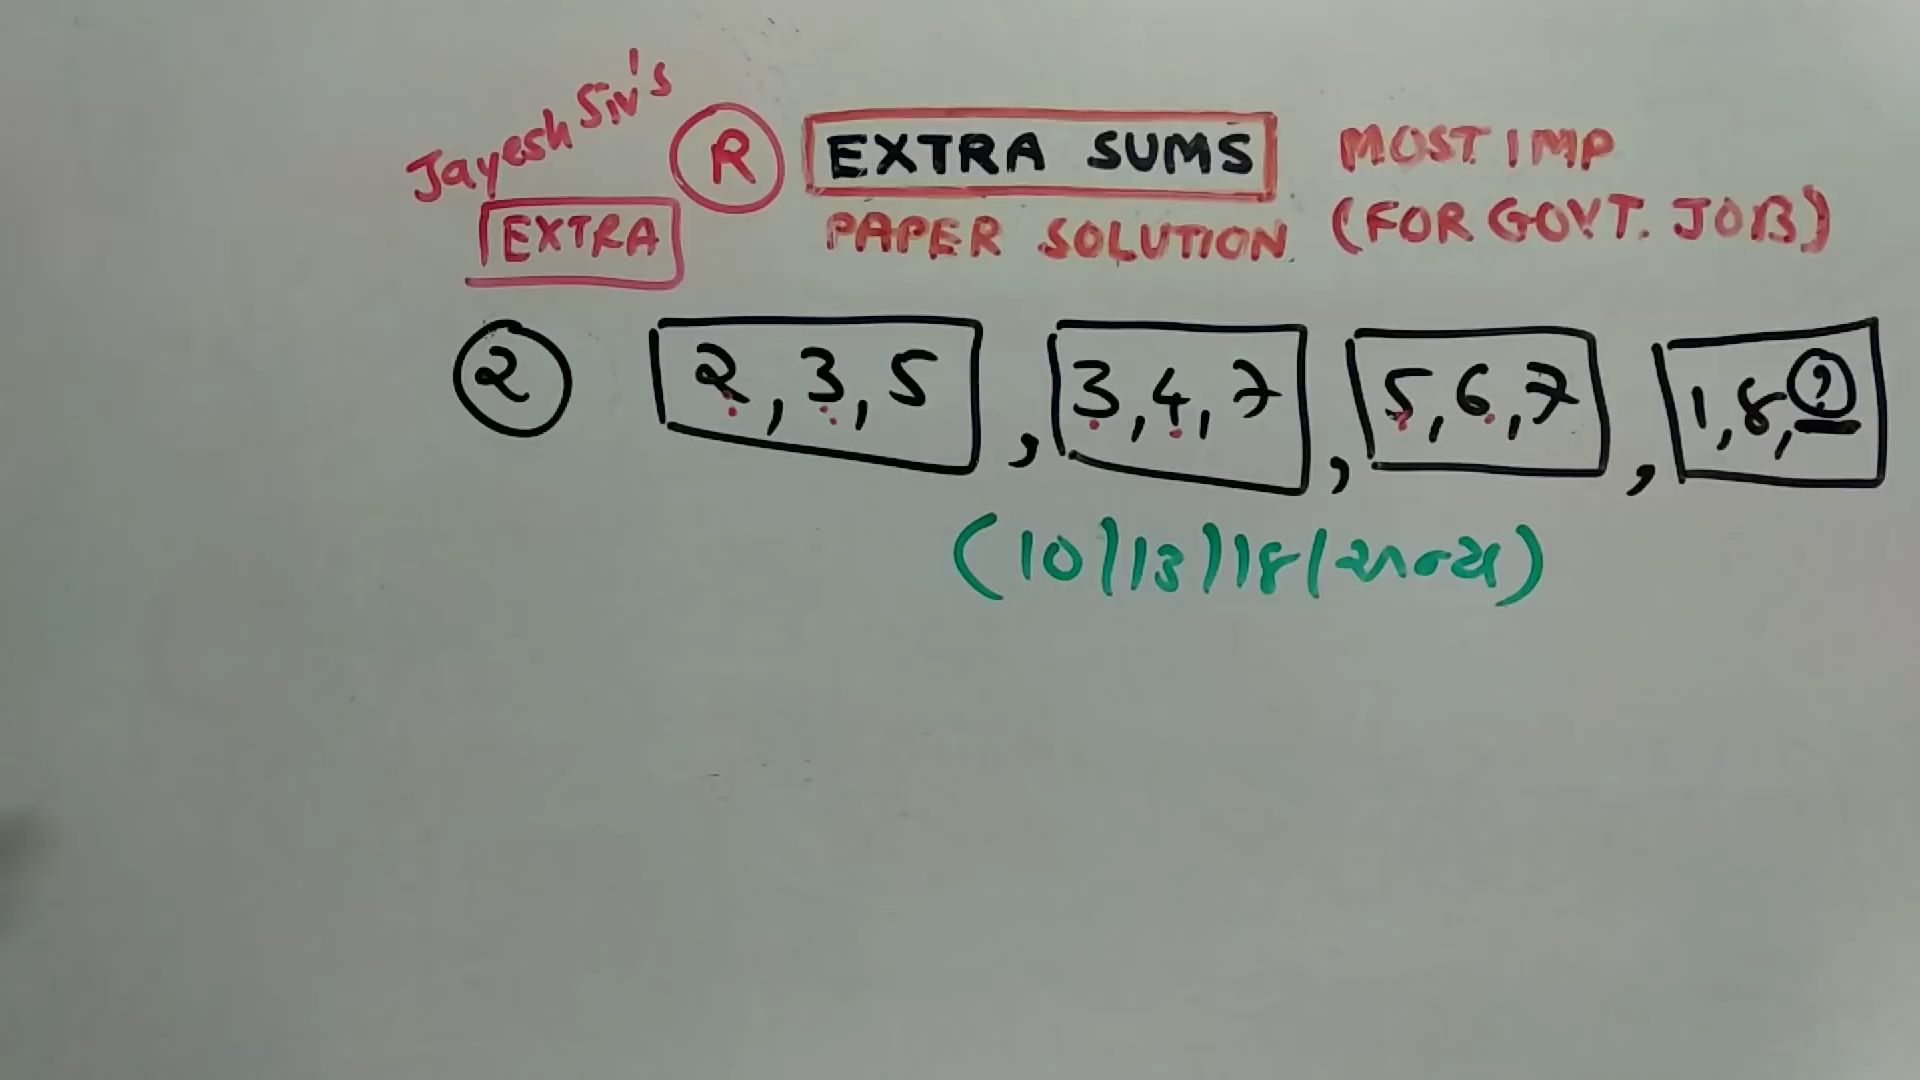 Jayesh Sir's
R EXTRA SUMS MOST IMP
EXTRA PAPER SOLUTION (FOR GOVT. JOB)
2 2, 3, 5 , 3, 4, 7 , 5, 6, 7 , 1, 8, ?
(10/13/18/